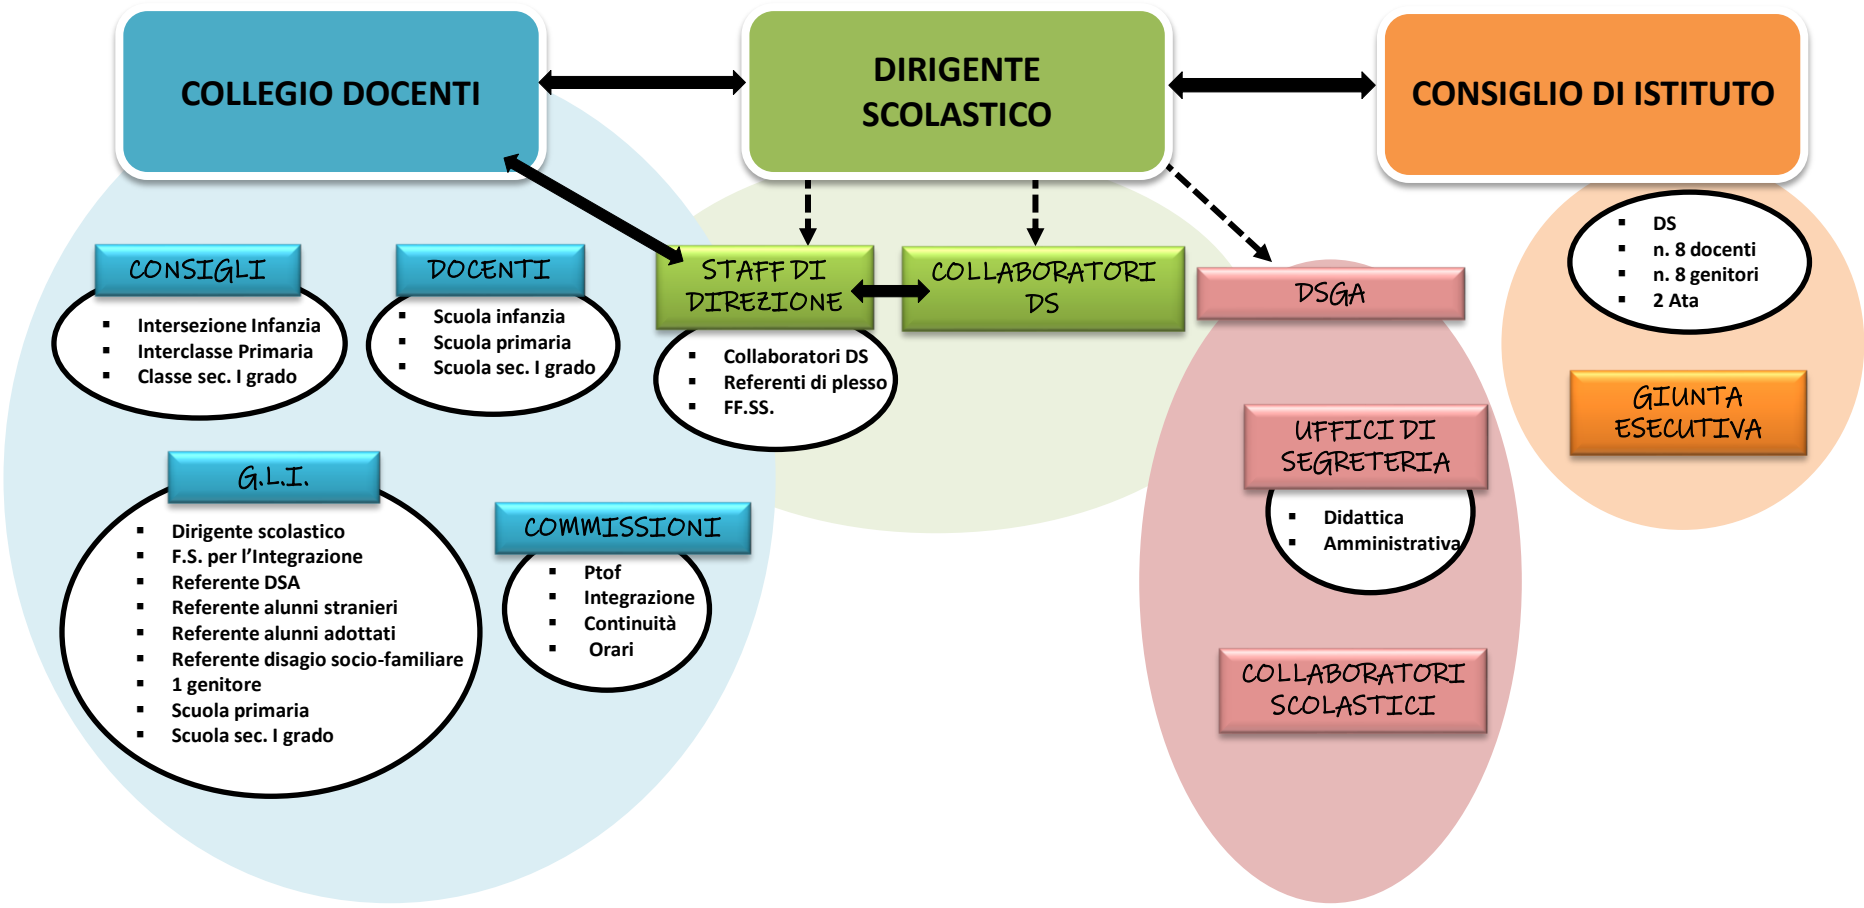 COLLEGIO DOCENTI
DIRIGENTE
SCOLASTICO
CONSIGLIO DI ISTITUTO
CONSIGLI
▪ Intersezione Infanzia
▪ Interclasse Primaria
▪ Classe sec. I grado
DOCENTI
▪ Scuola infanzia
▪ Scuola primaria
▪ Scuola sec. I grado
STAFF DI
DIREZIONE
▪ Collaboratori DS
▪ Referenti di plesso
▪ FF.SS.
COLLABORATORI
DS
DSGA
▪ DS
▪ n. 8 docenti
▪ n. 8 genitori
▪ 2 Ata
GIUNTA
ESECUTIVA
G.L.I.
▪ Dirigente scolastico
▪ F.S. per l’Integrazione
▪ Referente DSA
▪ Referente alunni stranieri
▪ Referente alunni adottati
▪ Referente disagio socio-familiare
▪ 1 genitore
▪ Scuola primaria
▪ Scuola sec. I grado
COMMISSIONI
▪ Ptof
▪ Integrazione
▪ Continuità
▪ Orari
UFFICI DI
SEGRETERIA
▪ Didattica
▪ Amministrativa
COLLABORATORI
SCOLASTICI